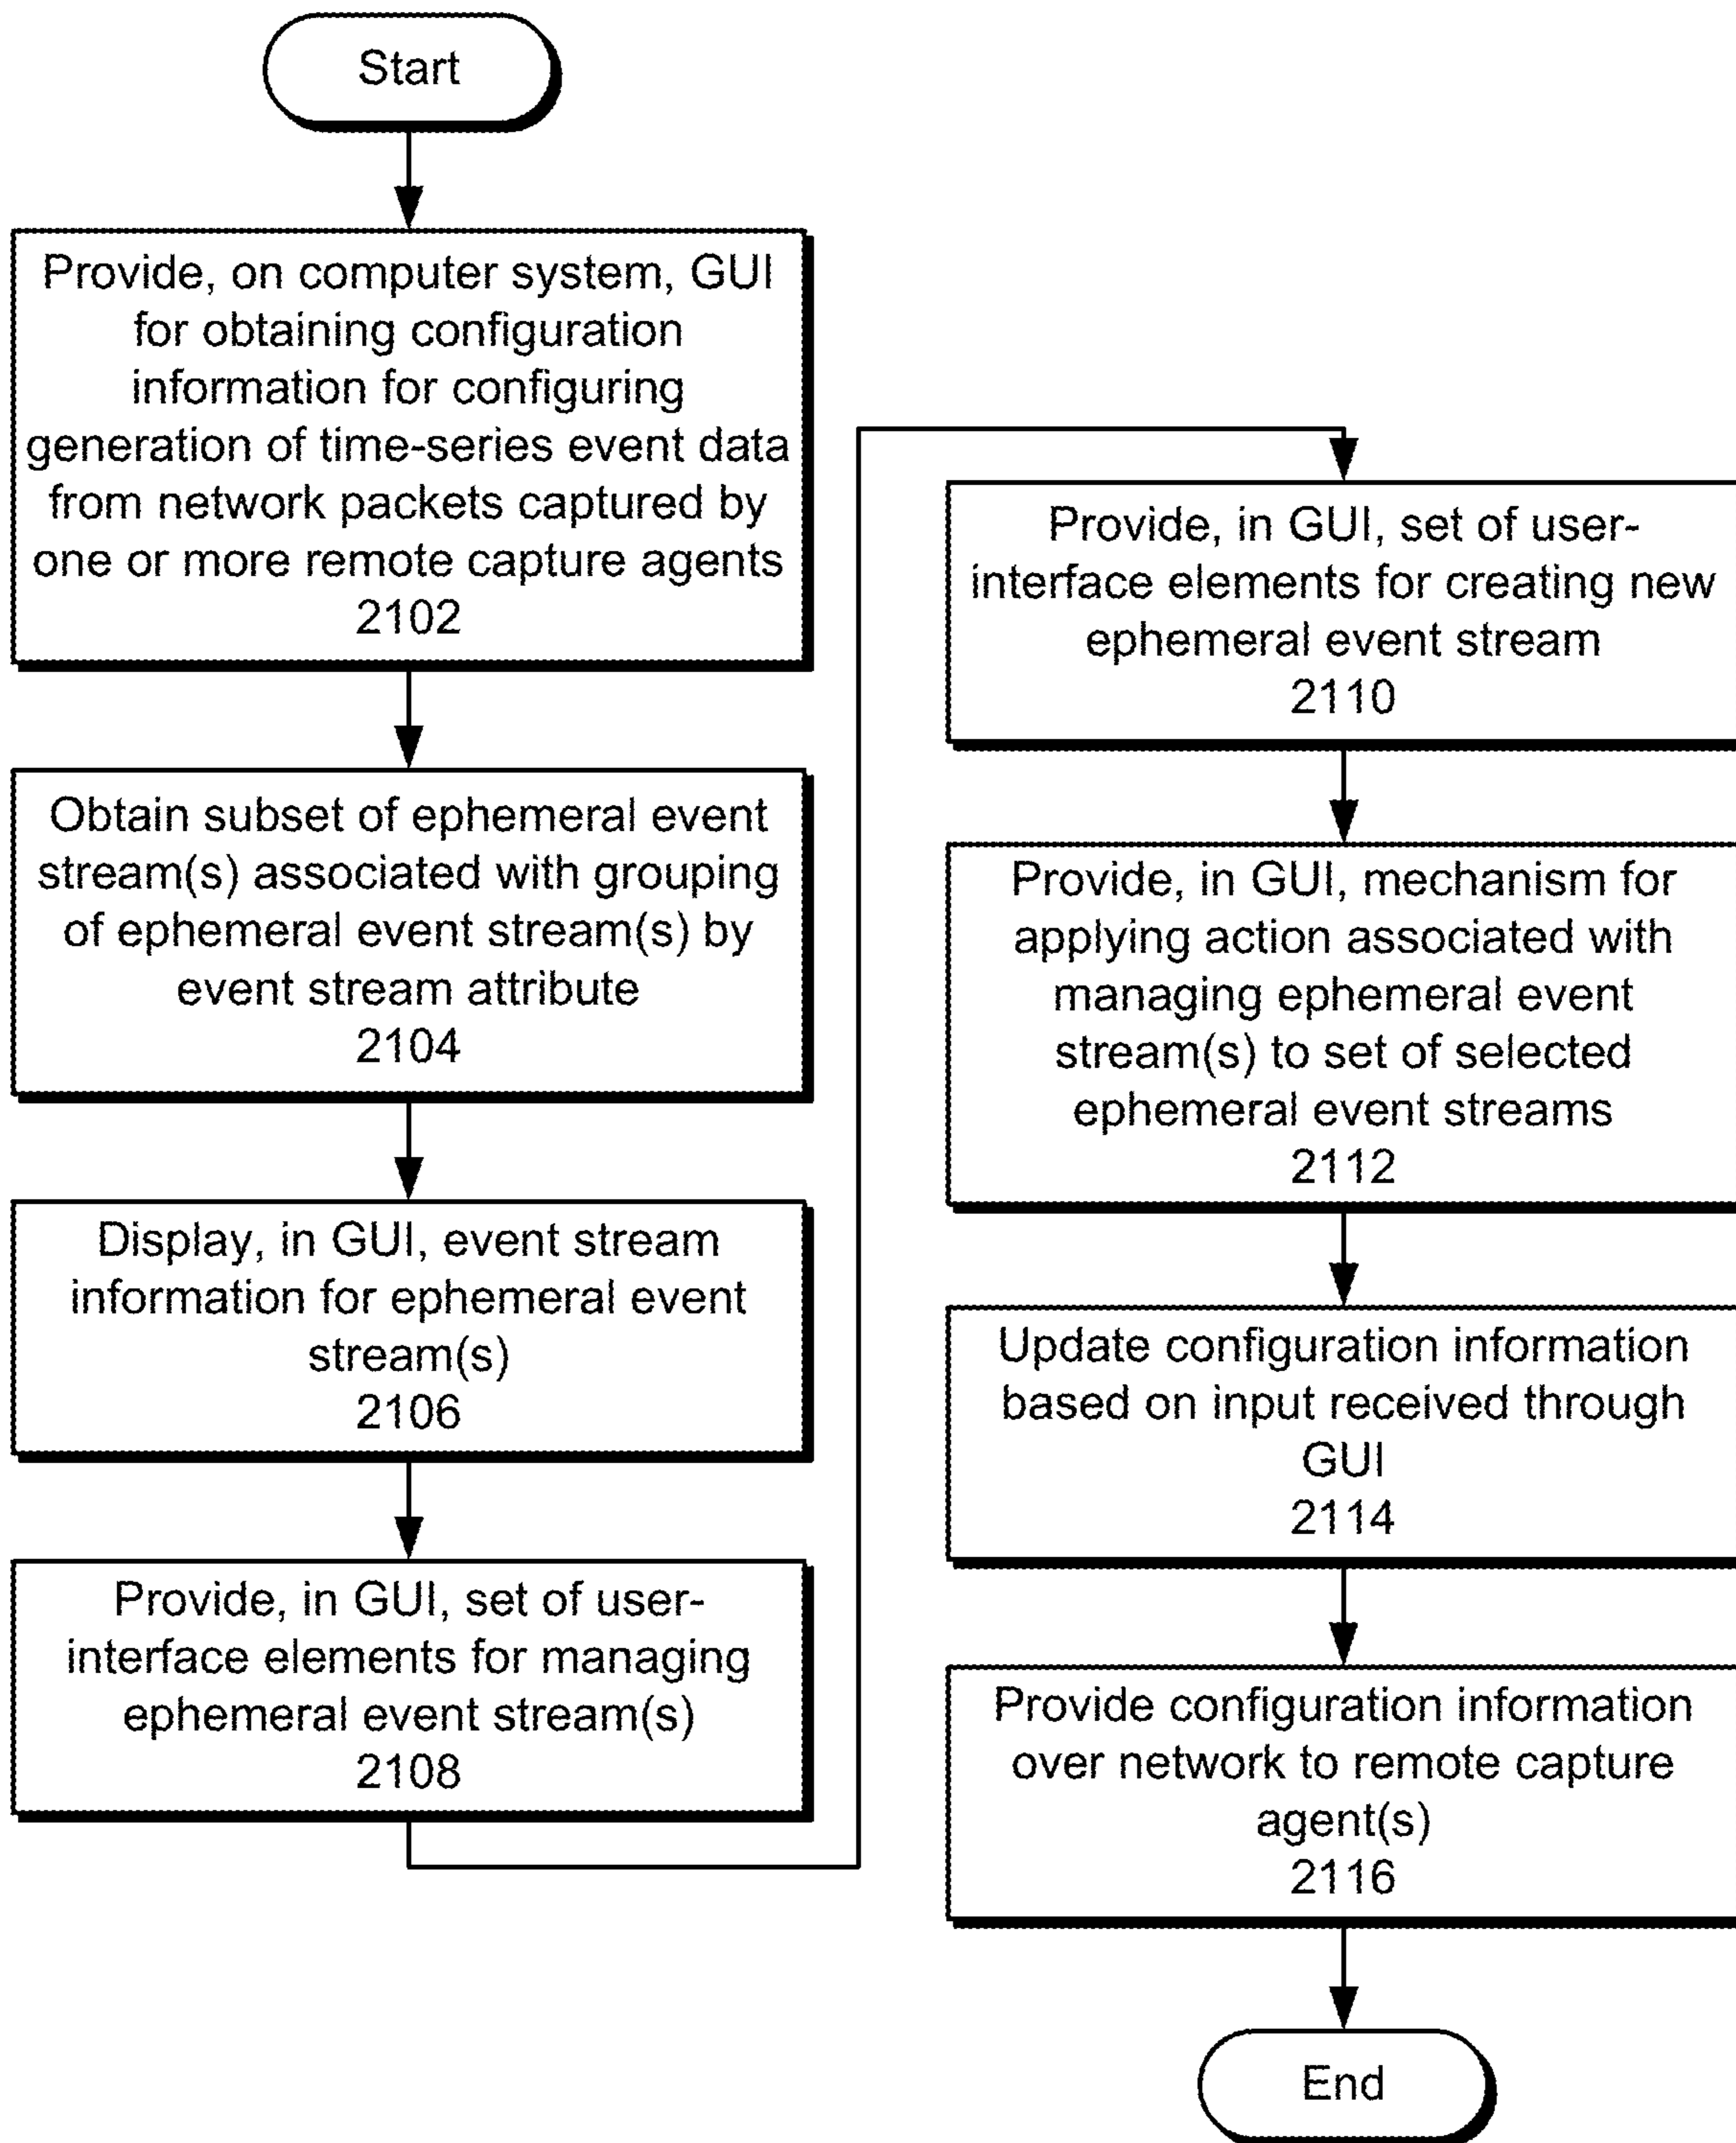 Start
Provide, on computer system, GUI
for obtaining configuration
information for configuring
generation of time-series event data
from network packets captured by
one or more remote capture agents
2102
Obtain subset of ephemeral event
stream(s) associated with grouping
of ephemeral event stream(s) by
event stream attribute
2104
Display, in GUI, event stream
information for ephemeral event
stream(s)
2106
Provide, in GUI, set of user-
interface elements for managing
ephemeral event stream(s)
2108
Provide, in GUI, set of user-
interface elements for creating new
ephemeral event stream
2110
Provide, in GUI, mechanism for
applying action associated with
managing ephemeral event
stream(s) to set of selected
ephemeral event streams
2112
Update configuration information
based on input received through
GUI
2114
Provide configuration information
over network to remote capture
agent(s)
2116
End